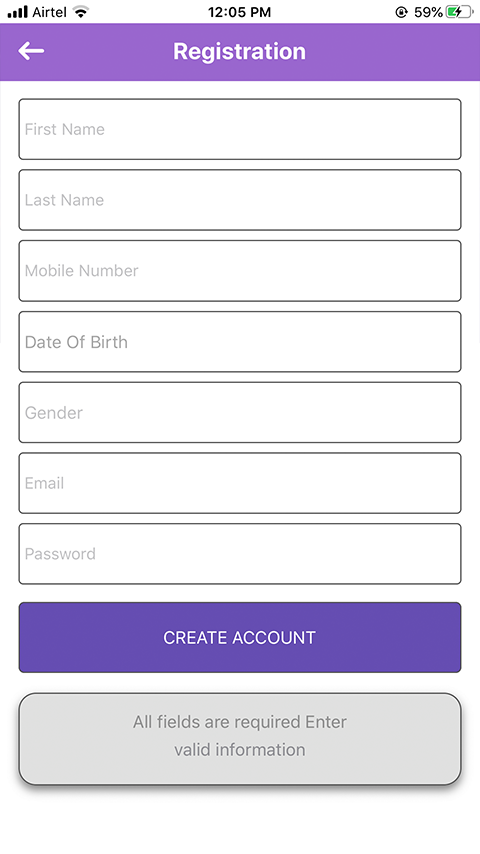 Airtel 12:05 PM 59%
Registration
First Name
Last Name
Mobile Number
Date Of Birth
Gender
Email
Password
CREATE ACCOUNT
All fields are required Enter
valid information